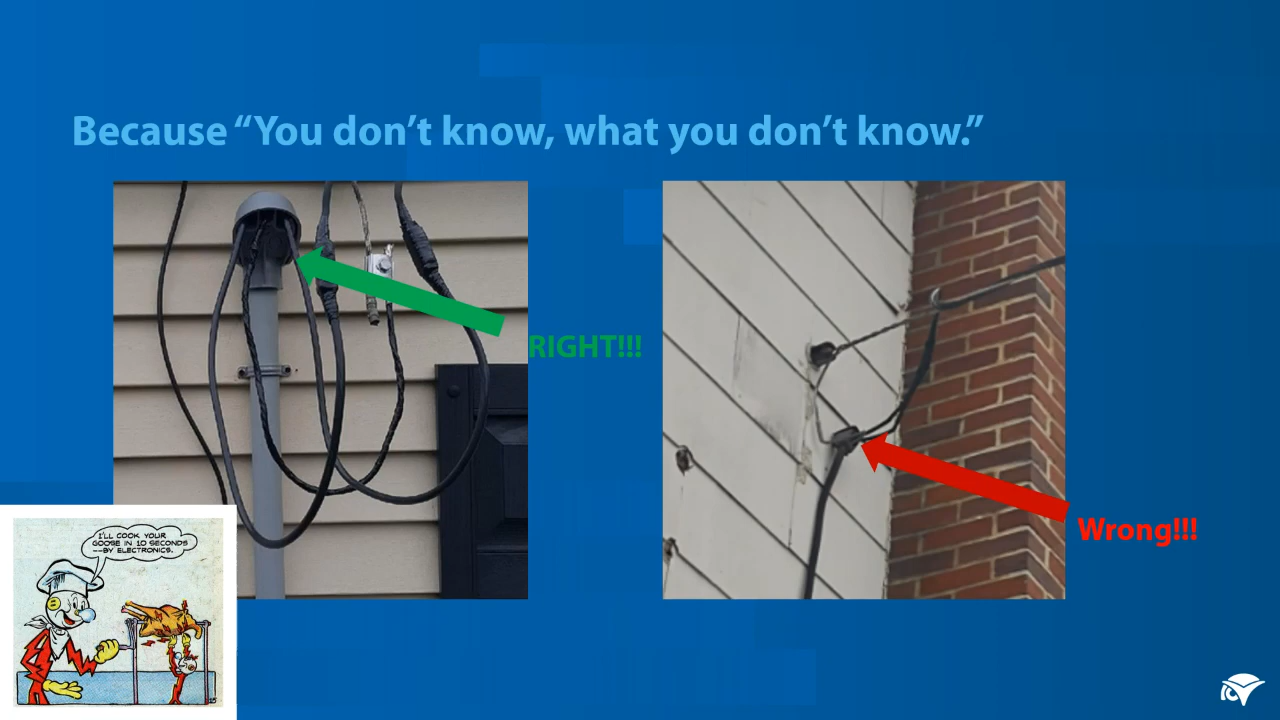 Because “You don’t know, what you don’t know.”
RIGHT!!!
Wrong!!!
I'LL COOK YOUR
GOOSE IN 10 SECONDS
--BY ELECTRONICS.